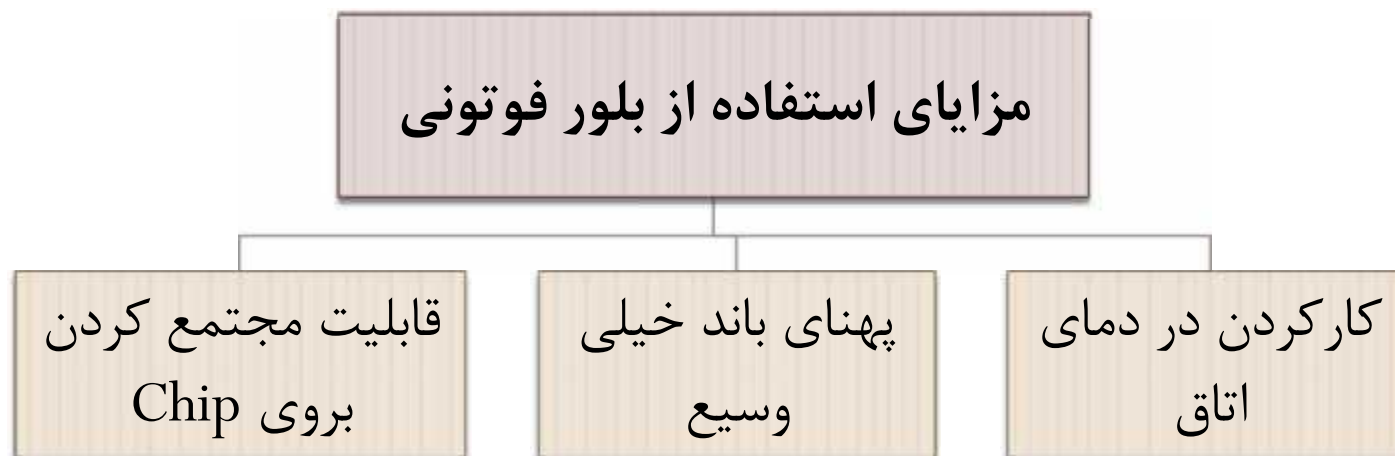 مزایای استفاده از بلور فوتونی
کارکردن در دمای
اتاق
پهنای باند خیلی
وسیع
قابلیت مجتمع کردن
بروی Chip